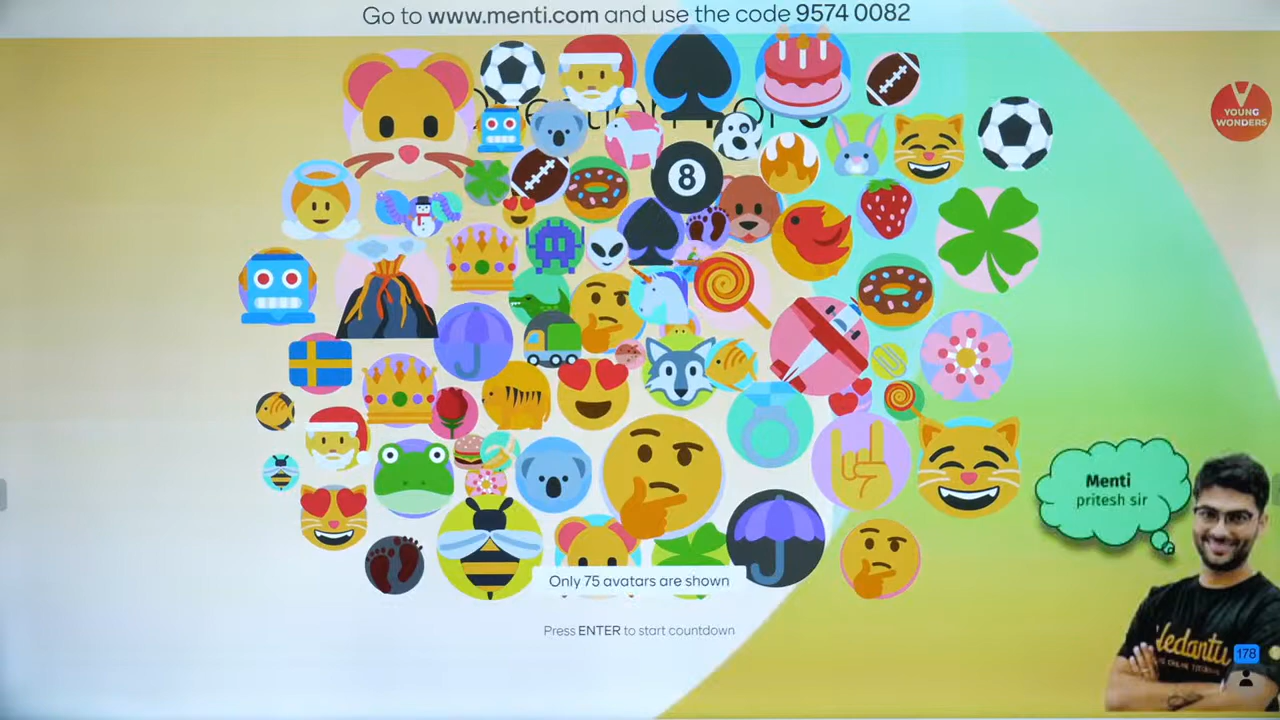 Go to www.menti.com and use the code 9574 0082
YOUNG
WONDERS
8
Menti
pritesh sir
Only 75 avatars are shown
Press ENTER to start countdown
Vedantu
178